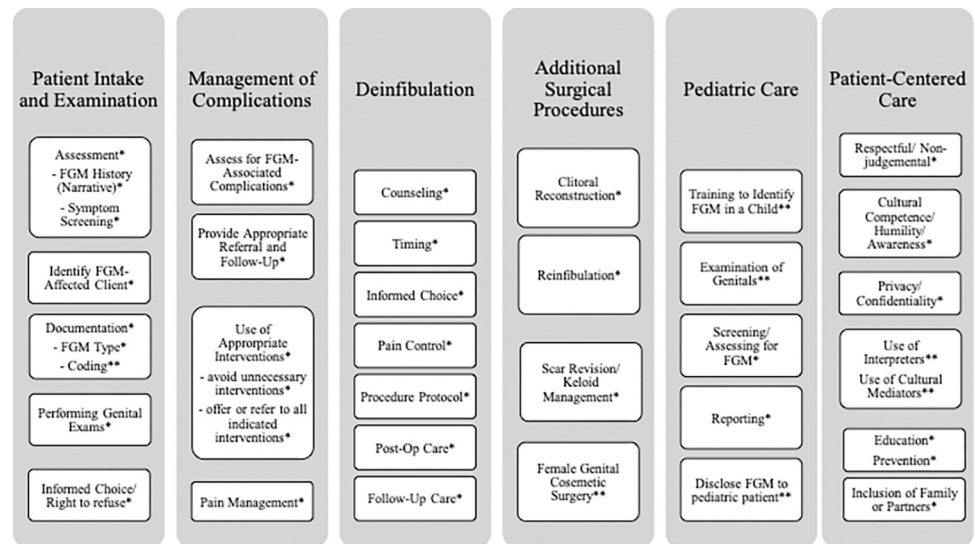 Patient Intake
and Examination
Assessment*
- FGM History
(Narrative)*
- Symptom
Screening*
Identify FGM-
Affected Client*
Documentation*
- FGM Type*
- Coding**
Performing Genital
Exams*
Informed Choice/
Right to refuse*
Management of
Complications
Assess for FGM-
Associated
Complications*
Provide Appropriate
Referral and
Follow-Up*
Use of
Appropriate
Interventions*
- avoid unnecessary
interventions*
- offer or refer to all
indicated
interventions*
Pain Management*
Deinfibulation
Counseling*
Timing*
Informed Choice*
Pain Control*
Procedure Protocol*
Post-Op Care*
Follow-Up Care*
Additional
Surgical
Procedures
Clitoral
Reconstruction*
Reinfibulation*
Scar Revision/
Keloid
Management*
Female Genital
Cosemetic
Surgery**
Pediatric Care
Training to Identify
FGM in a Child**
Examination of
Genitals**
Screening/
Assessing for
FGM*
Reporting*
Disclose FGM to
pediatric patient**
Patient-Centered
Care
Respectful/ Non-
judgemental*
Cultural
Competence/
Humility/
Awareness*
Privacy/
Confidentiality*
Use of
Interpreters**
Use of Cultural
Mediators**
Education*
Prevention*
Inclusion of Family
or Partners*